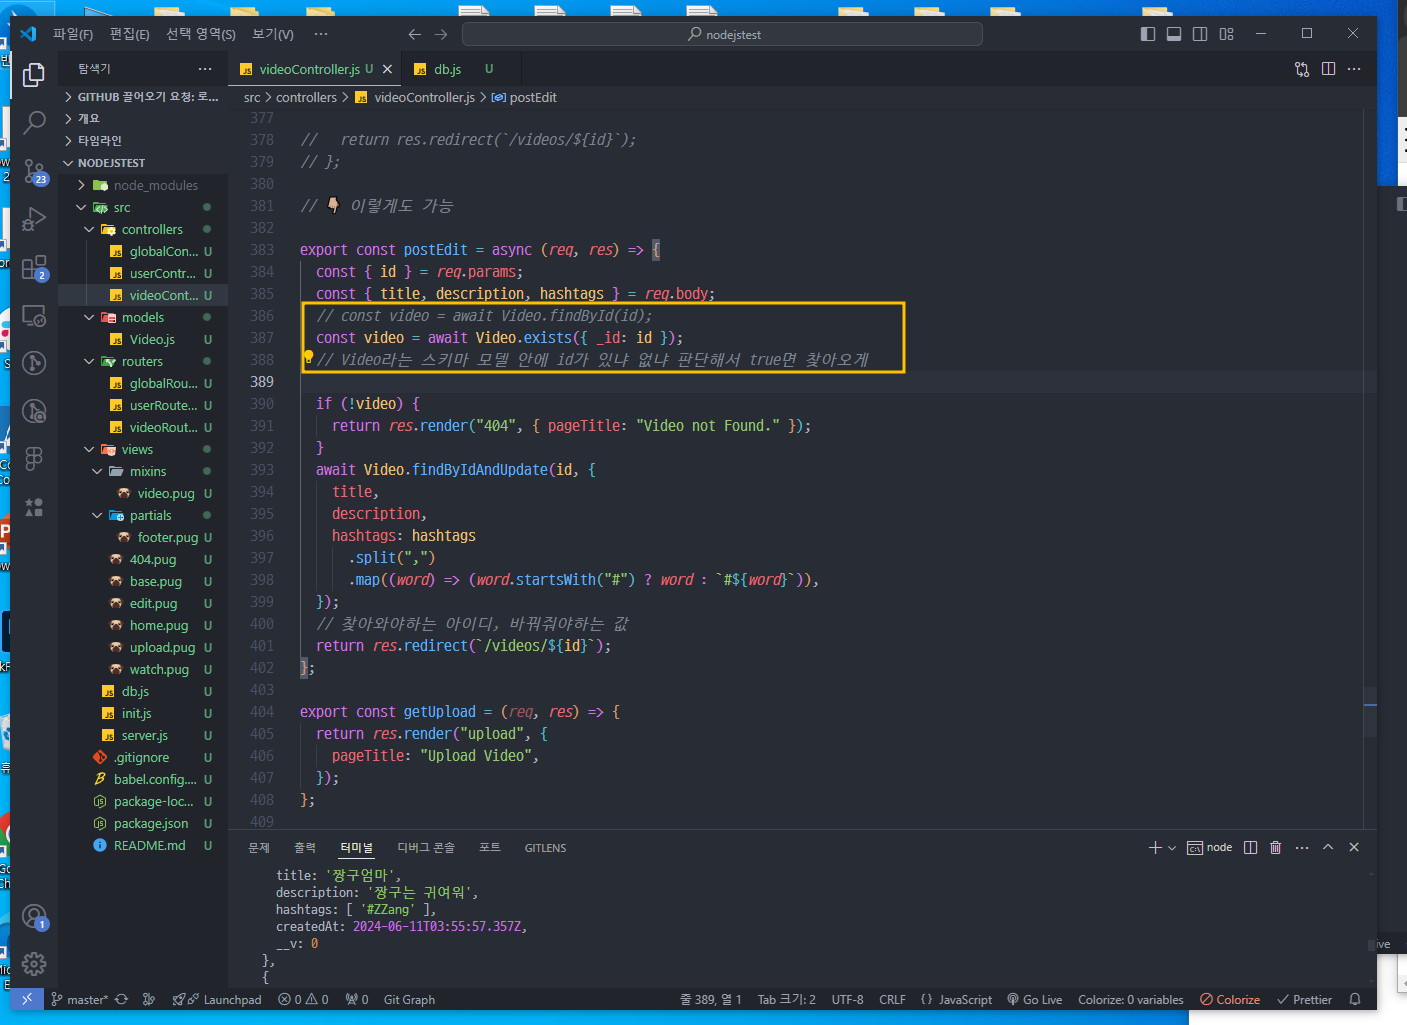 파일(F) 편집(E) 선택 영역(S) 보기(V) ··· nodejstest
탐색기 ···
videoController.js U
db.js U
GITHUB 끌어오기 요청: 로...
개요
타임라인
NODEJSTEST
node_modules
src
controllers
globalCon... U
userContr... U
videoCont... U
models
Video.js U
routers
globalRou... U
userRoute... U
videoRout... U
views
mixins
video.pug U
partials
footer.pug U
404.pug U
base.pug U
edit.pug U
home.pug U
upload.pug U
watch.pug U
db.js U
init.js U
server.js U
.gitignore U
babel.config.... U
package-loc... U
package.json U
README.md U
23
2
1
src > controllers > videoController.js > postEdit
377
378 //   return res.redirect(`/videos/${id}`);
379 // };
380
381 // 👇🏽 이렇게도 가능
382
383 export const postEdit = async (req, res) => {
384   const { id } = req.params;
385   const { title, description, hashtags } = req.body;
386   // const video = await Video.findById(id);
387   const video = await Video.exists({ _id: id });
388   // Video라는 스키마 모델 안에 id가 있냐 없냐 판단해서 true면 찾아오게
389
390   if (!video) {
391     return res.render("404", { pageTitle: "Video not Found." });
392   }
393   await Video.findByIdAndUpdate(id, {
394     title,
395     description,
396     hashtags: hashtags
397       .split(",")
398       .map((word) => (word.startsWith("#") ? word : `#${word}`)),
399   });
400   // 찾아와야하는 아이디, 바꿔줘야하는 값
401   return res.redirect(`/videos/${id}`);
402 };
403
404 export const getUpload = (req, res) => {
405   return res.render("upload", {
406     pageTitle: "Upload Video",
407   });
408 };
409
문제 출력 터미널 디버그 콘솔 포트 GITLENS node
title: '짱구엄마',
description: '짱구는 귀여워',
hashtags: [ '#ZZang' ],
createdAt: 2024-06-11T03:55:57.357Z,
__v: 0
},
{
master* Launchpad 0 0 0 Git Graph 줄 389, 열 1 Tab 크기: 2 UTF-8 CRLF {} JavaScript Go Live Colorize: 0 variables Colorize Prettier